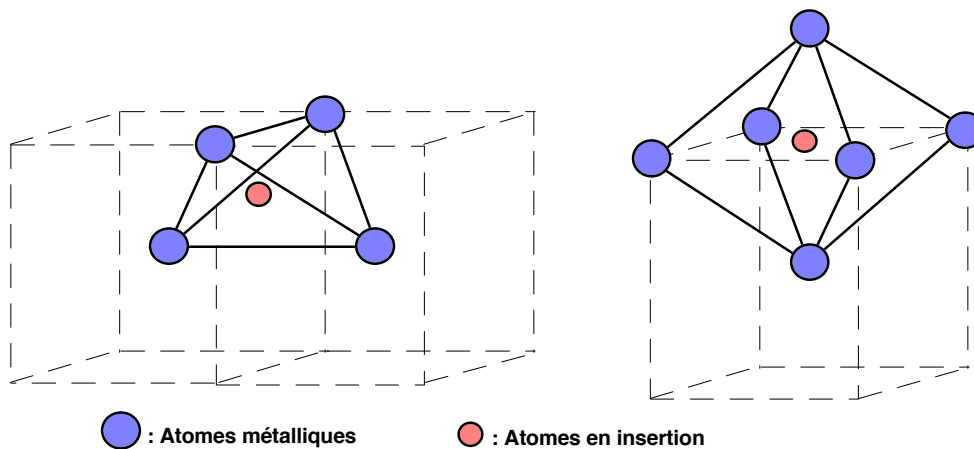 : Atomes métalliques
: Atomes en insertion